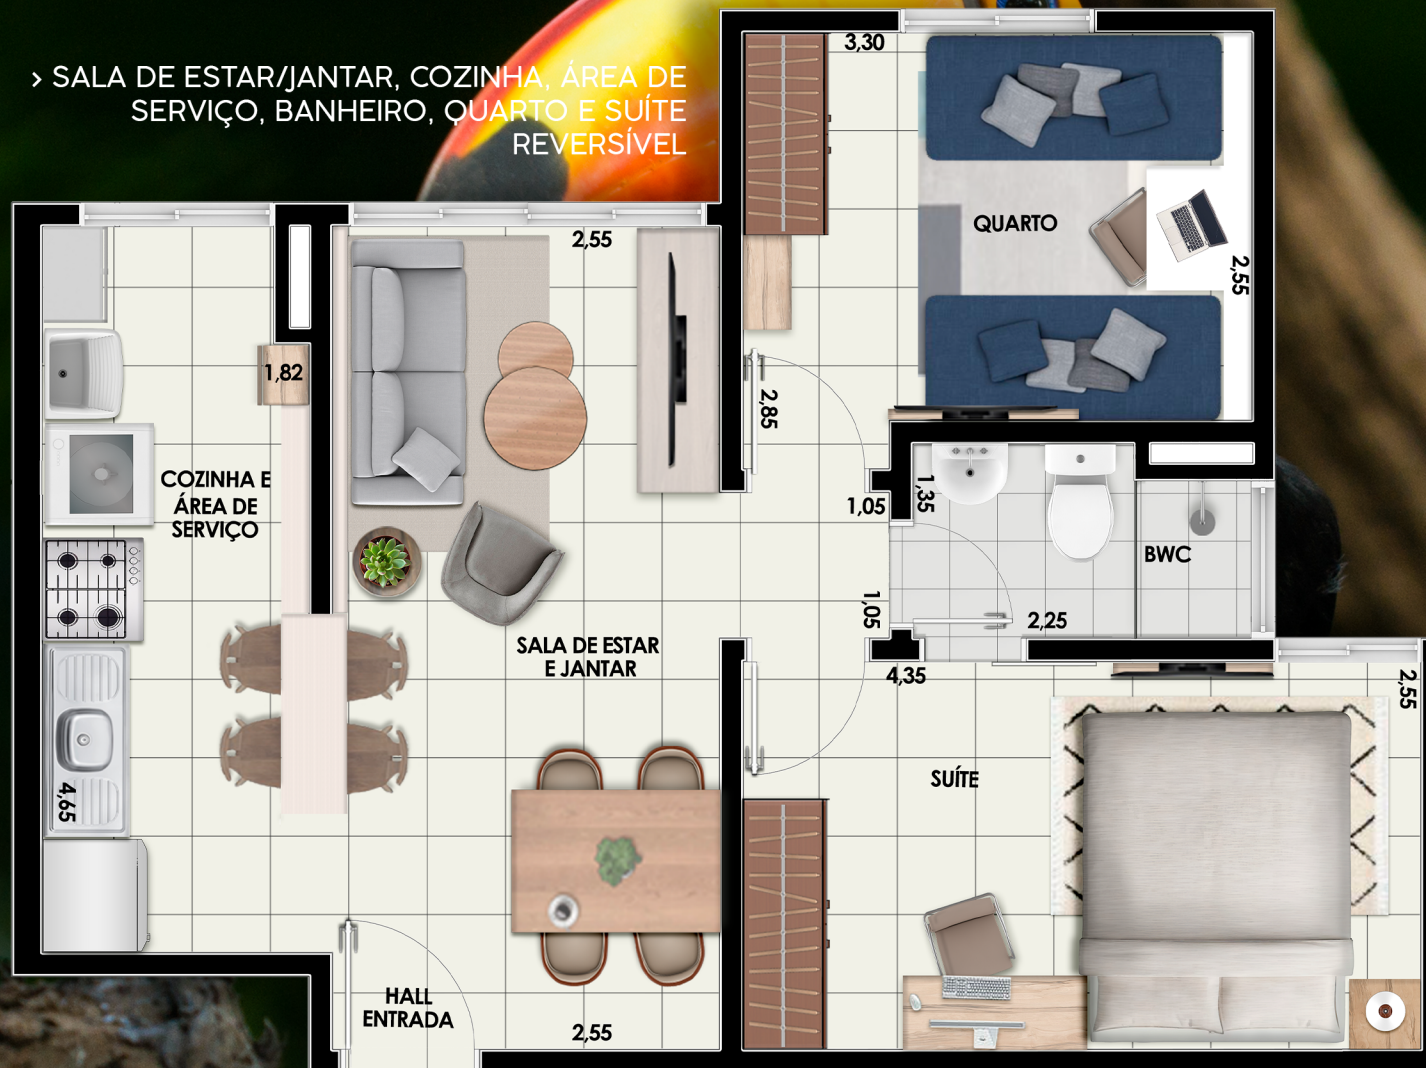 › SALA DE ESTAR/JANTAR, COZINHA, ÁREA DE
SERVIÇO, BANHEIRO, QUARTO E SUÍTE
REVERSÍVEL
3,30
QUARTO
2,55
2,55
1,82
2,85
COZINHA E
ÁREA DE
SERVIÇO
1,05
1,35
BWC
1,05
2,25
SALA DE ESTAR
E JANTAR
4,35
2,55
SUÍTE
4,65
HALL
ENTRADA
2,55